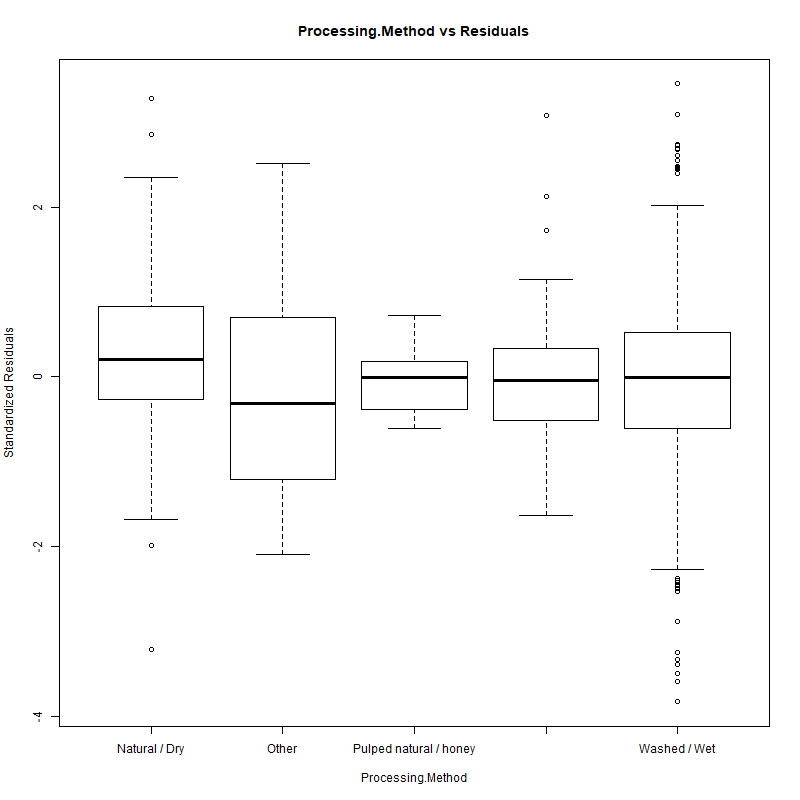 Processing.Method vs Residuals
Standardized Residuals
2
0
-2
-4
Natural / Dry
Other
Pulped natural / honey
Washed / Wet
Processing.Method